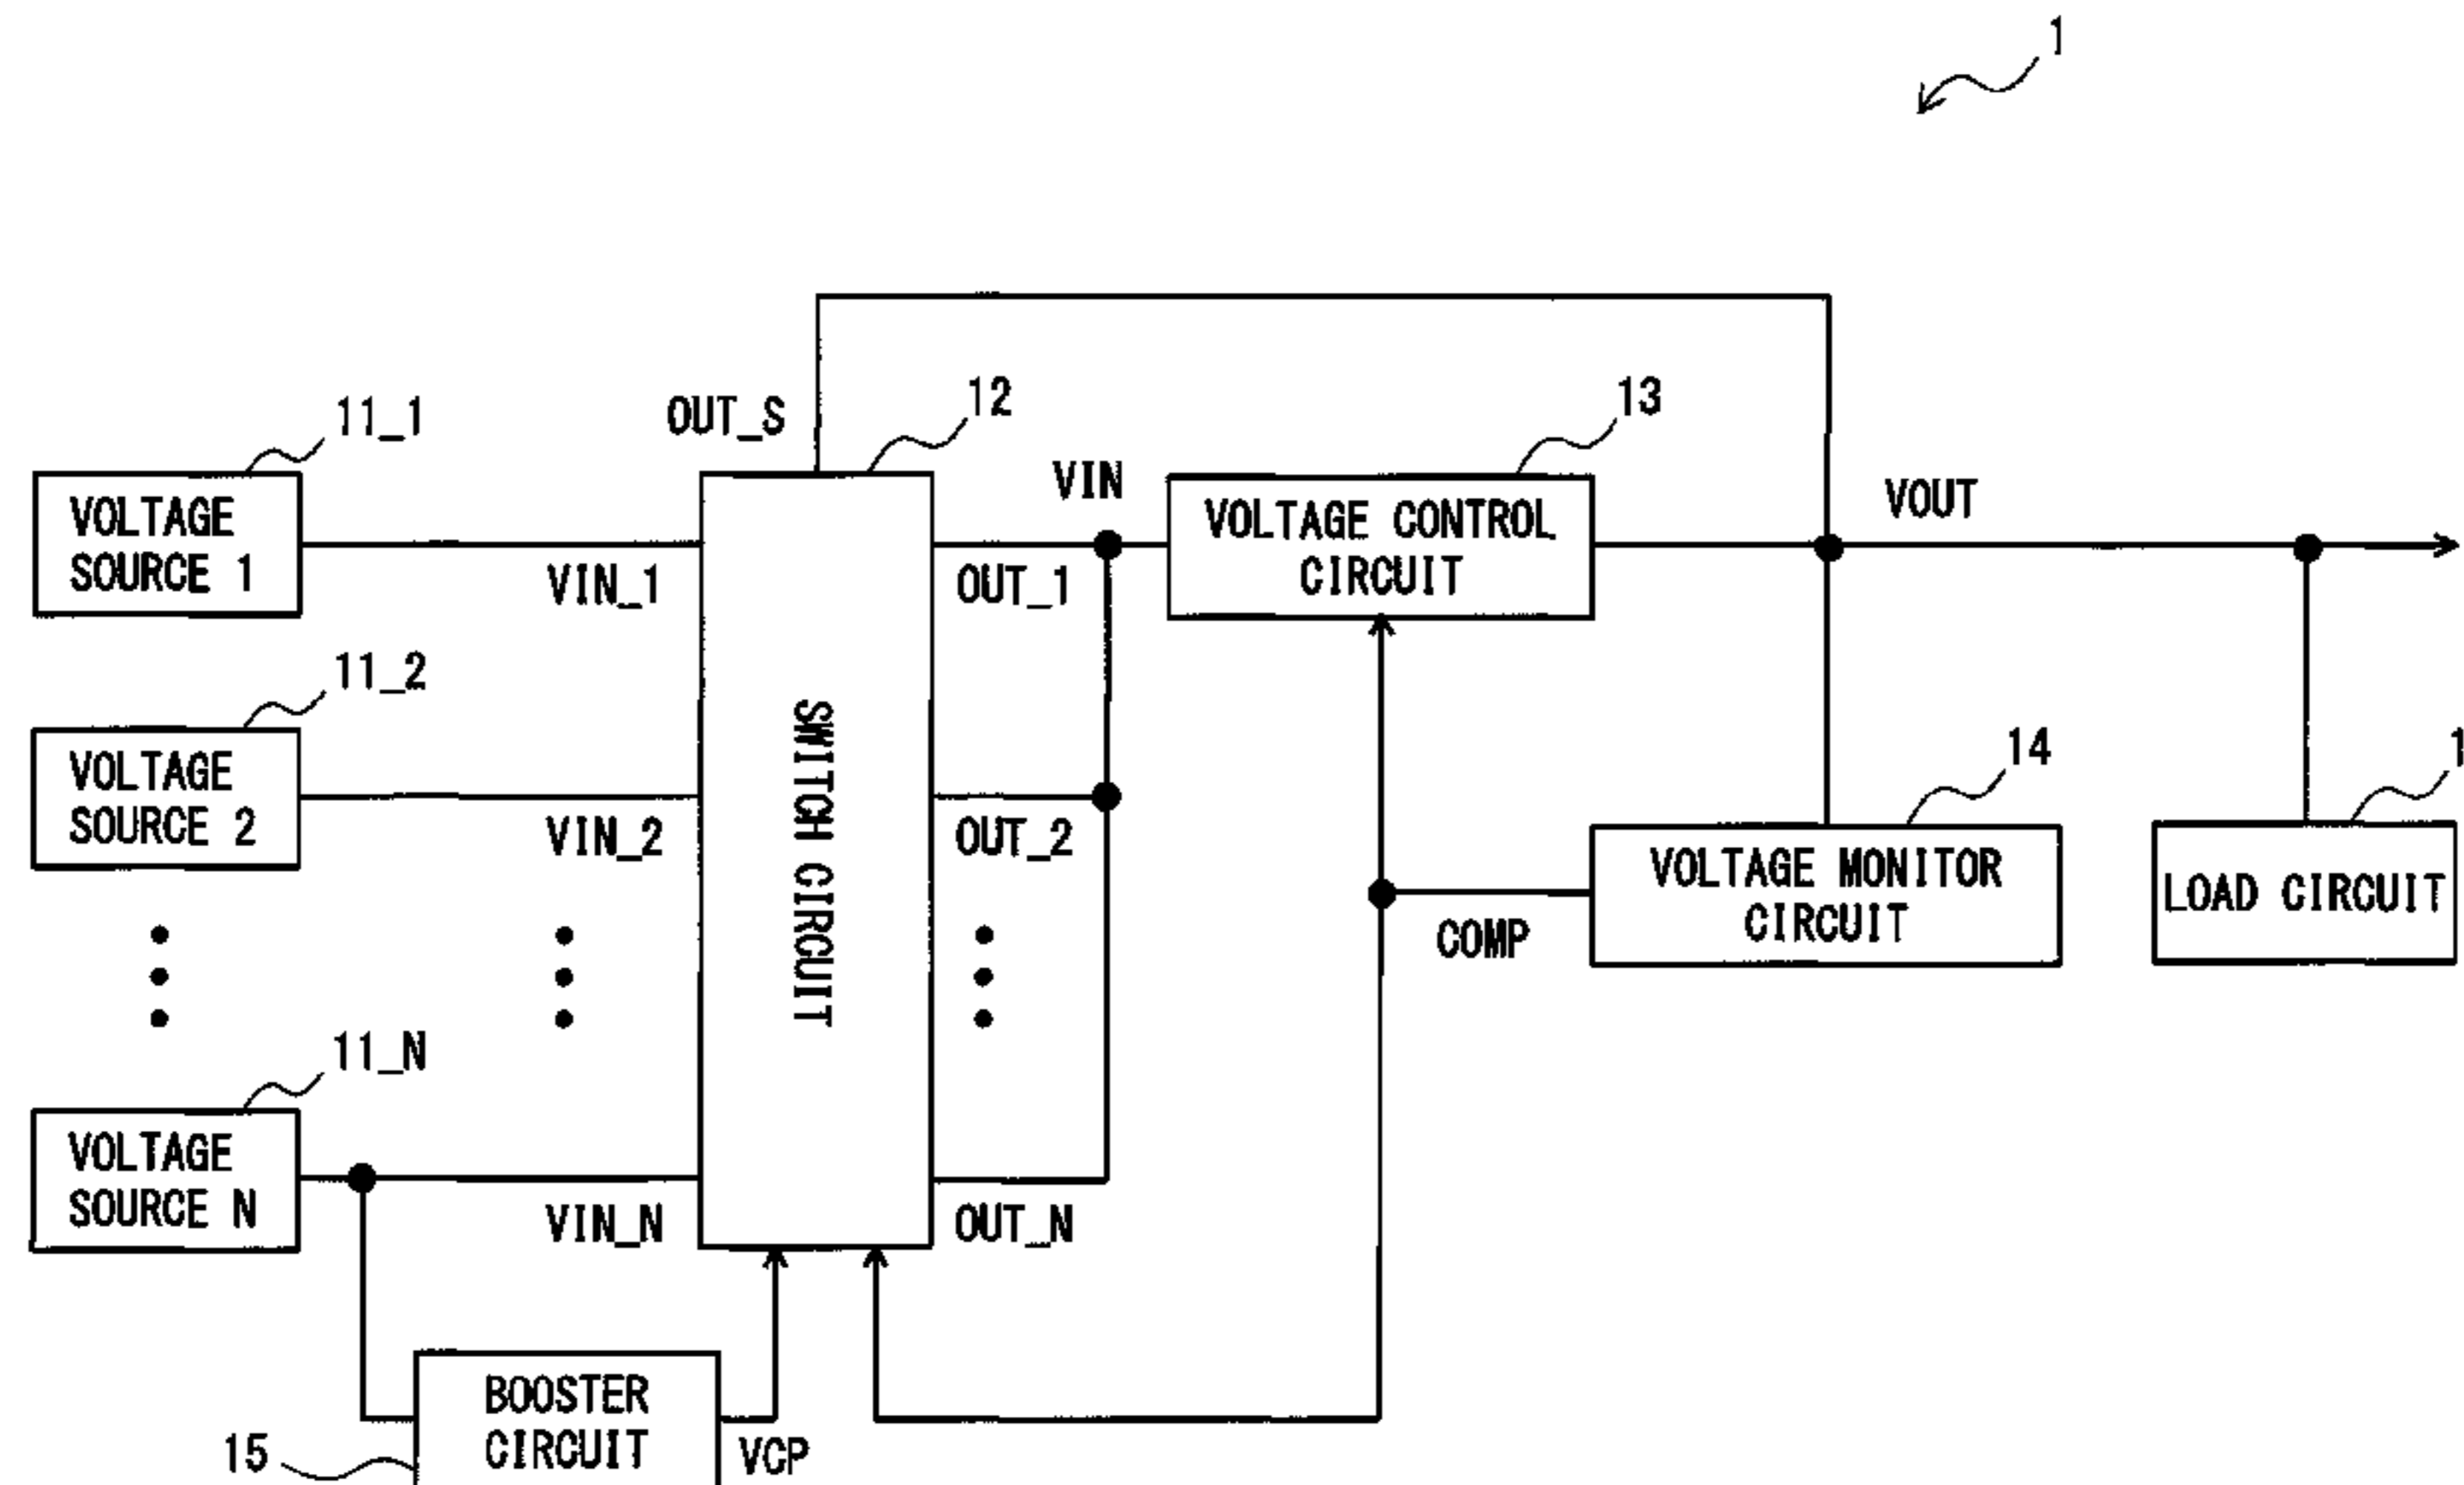 1
OUT_S
12
13
11_1
VIN
VOUT
VOLTAGE
SOURCE 1
VIN_1
OUT_1
VOLTAGE CONTROL
CIRCUIT
11_2
VOLTAGE
SOURCE 2
VIN_2
SWITCH CIRCUIT
OUT_2
14
VOLTAGE MONITOR
CIRCUIT
COMP
LOAD CIRCUIT
11_N
VOLTAGE
SOURCE N
VIN_N
OUT_N
BOOSTER
CIRCUIT
15
VCP